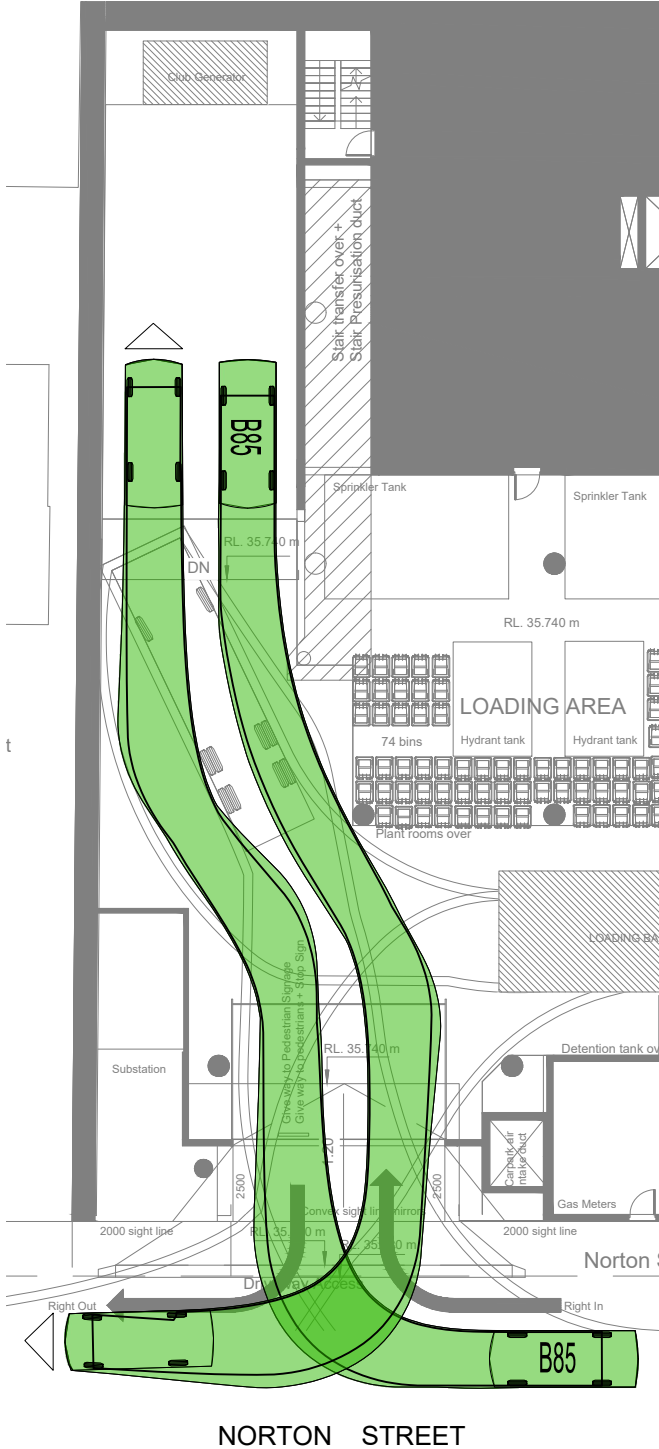 Club Generator
Stair transfer over +
Stair Presurisation duct
B85
Sprinkler Tank
Sprinkler Tank
RL. 35.740 m
DN
RL. 35.740 m
LOADING AREA
t
74 bins
Hydrant tank
Hydrant tank
Plant rooms over
LOADING BA
Give way to Pedestrian Signage
Give way to pedestrians + Stop Sign
RL. 35.740 m
Detention tank ov
Substation
1:20
Carpark air
ntake duct
2500
2500
Gas Meters
Convex sight line mirrors
2000 sight line
2000 sight line
Norton S
Driveway Access
Right Out
Right In
B85
NORTON STREET